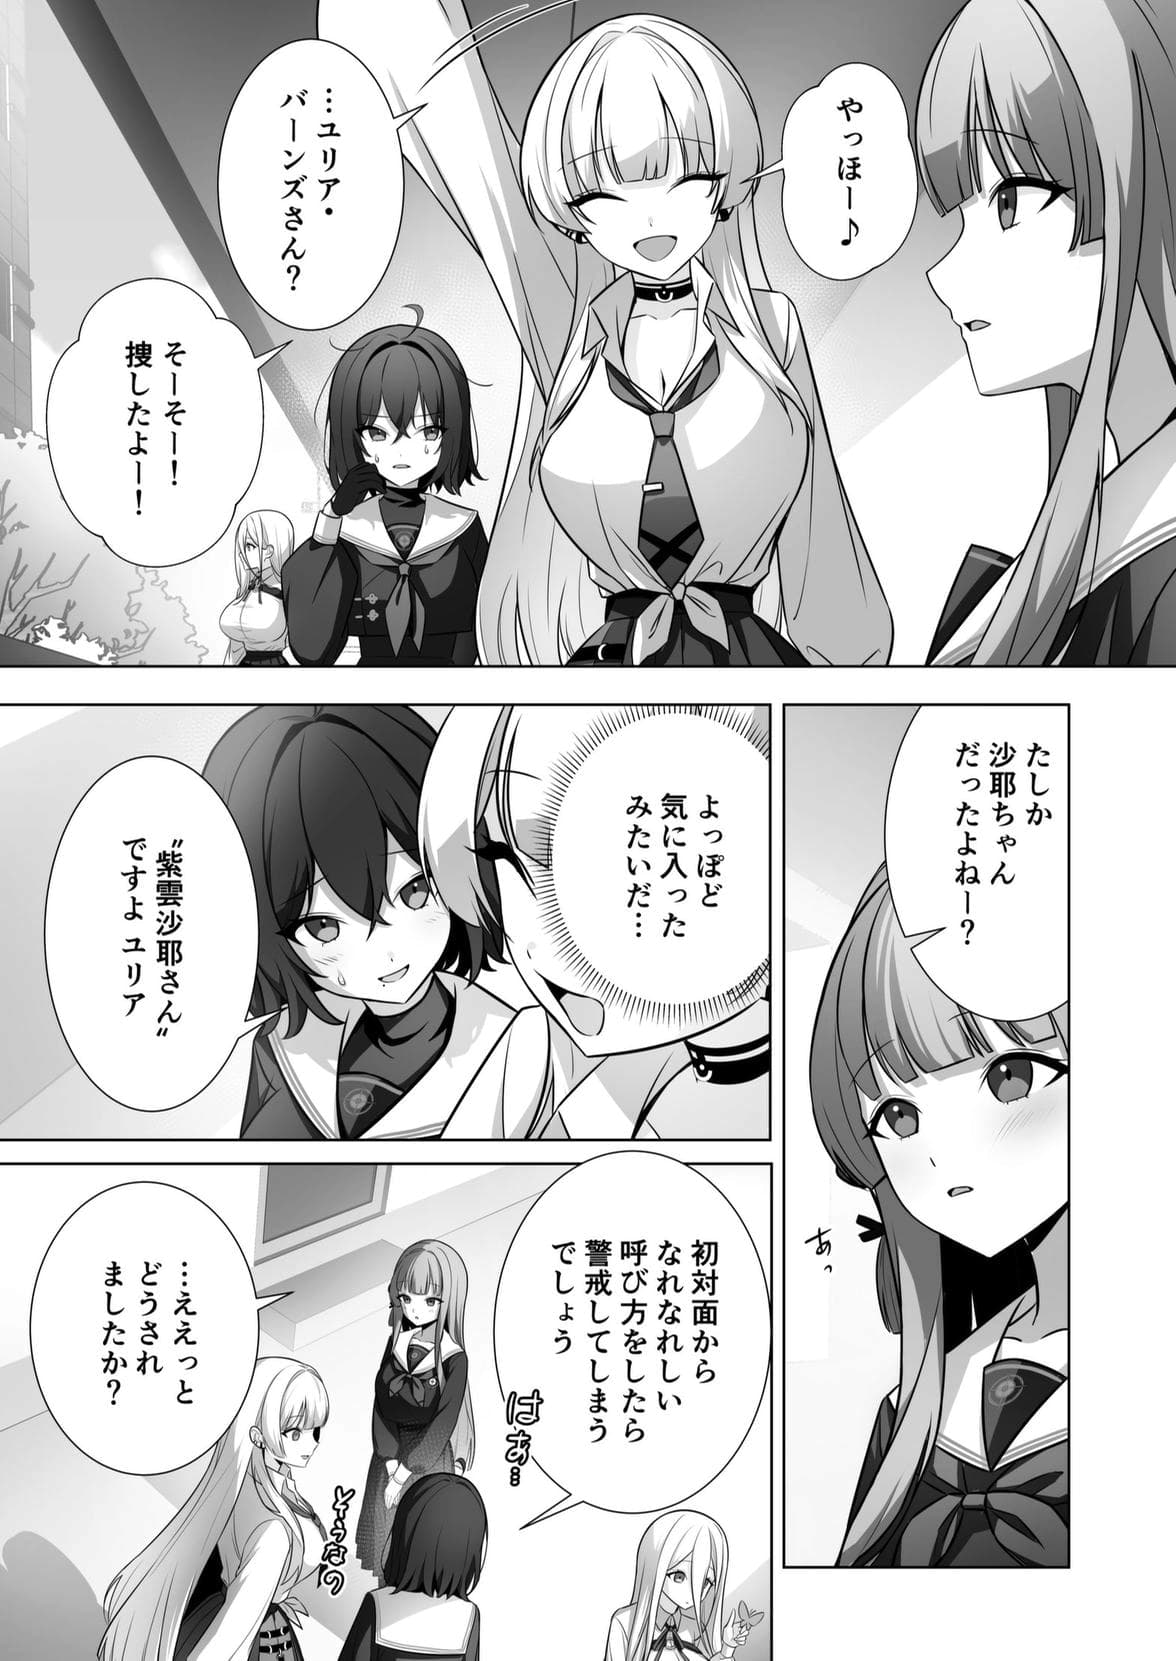 やっほー♪
…ユリア・
バーンズさん？
そーそー！
捜したよー！
たしか
沙耶ちゃん
だったよねー？
あっ
よっぽど
気に入った
みたいだ…
〝紫雲沙耶さん〟
ですよ ユリア
初対面から
なれなれしい
呼び方をしたら
警戒してしまう
でしょう
はぁ…
…ええっと
どうされ
ましたか？
そうなの